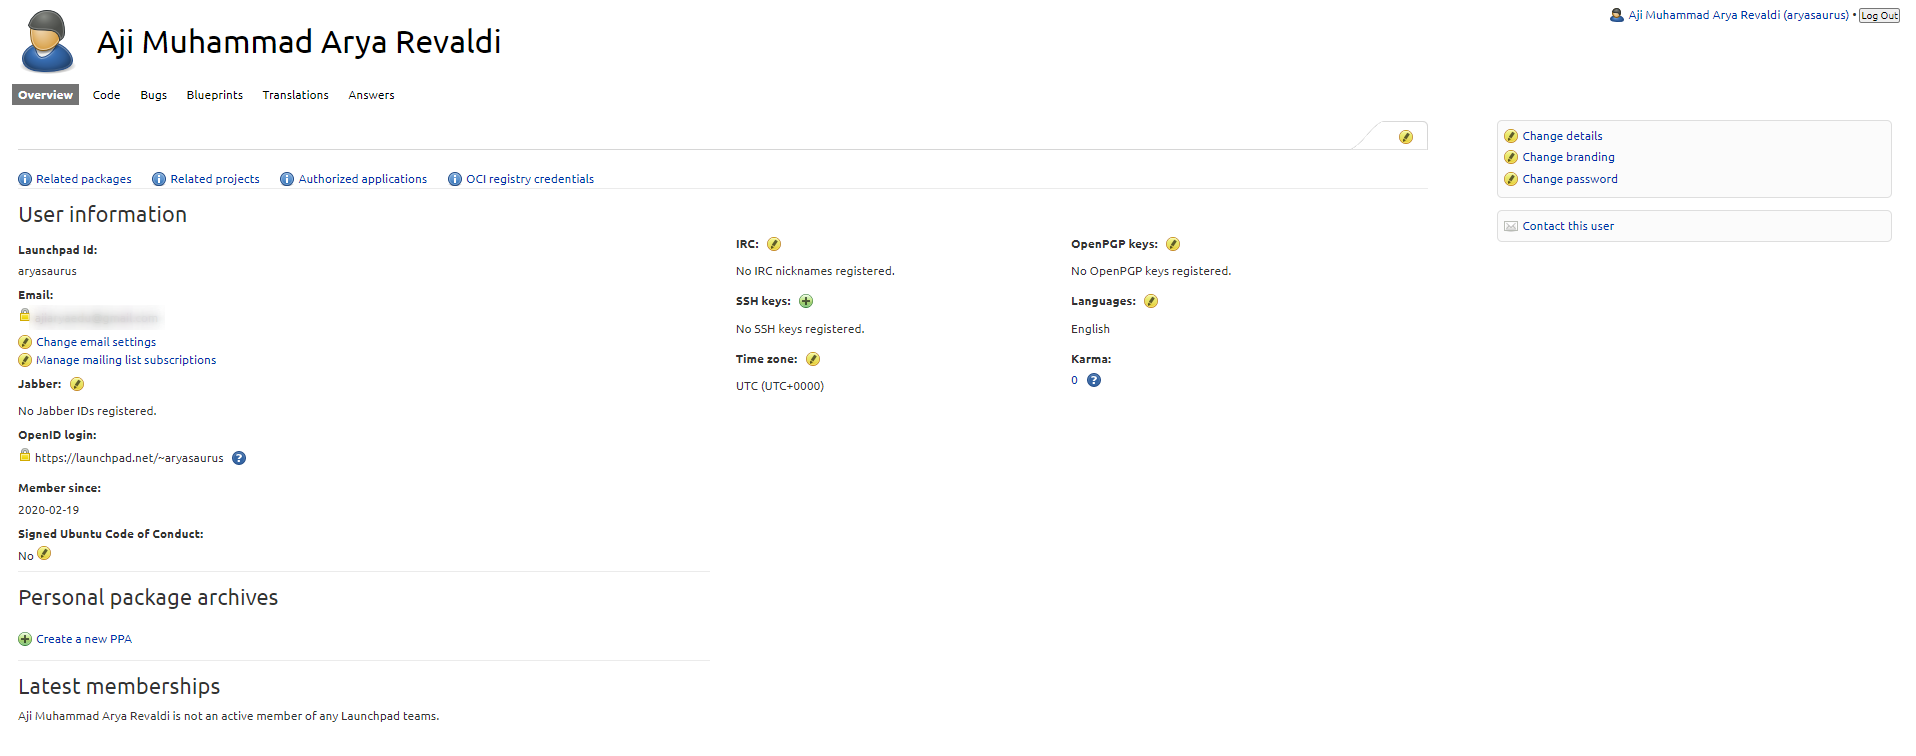 Aji Muhammad Arya Revaldi (aryasaurus) • Log Out
Aji Muhammad Arya Revaldi
Overview Code Bugs Blueprints Translations Answers
Change details
Change branding
Change password
Contact this user
Related packages Related projects Authorized applications OCI registry credentials
User information
Launchpad Id:
aryasaurus
Email:
Change email settings
Manage mailing list subscriptions
Jabber:
No Jabber IDs registered.
OpenID login:
https://launchpad.net/~aryasaurus
Member since:
2020-02-19
Signed Ubuntu Code of Conduct:
No
IRC:
No IRC nicknames registered.
SSH keys:
No SSH keys registered.
Time zone:
UTC (UTC+0000)
OpenPGP keys:
No OpenPGP keys registered.
Languages:
English
Karma:
0
Personal package archives
Create a new PPA
Latest memberships
Aji Muhammad Arya Revaldi is not an active member of any Launchpad teams.